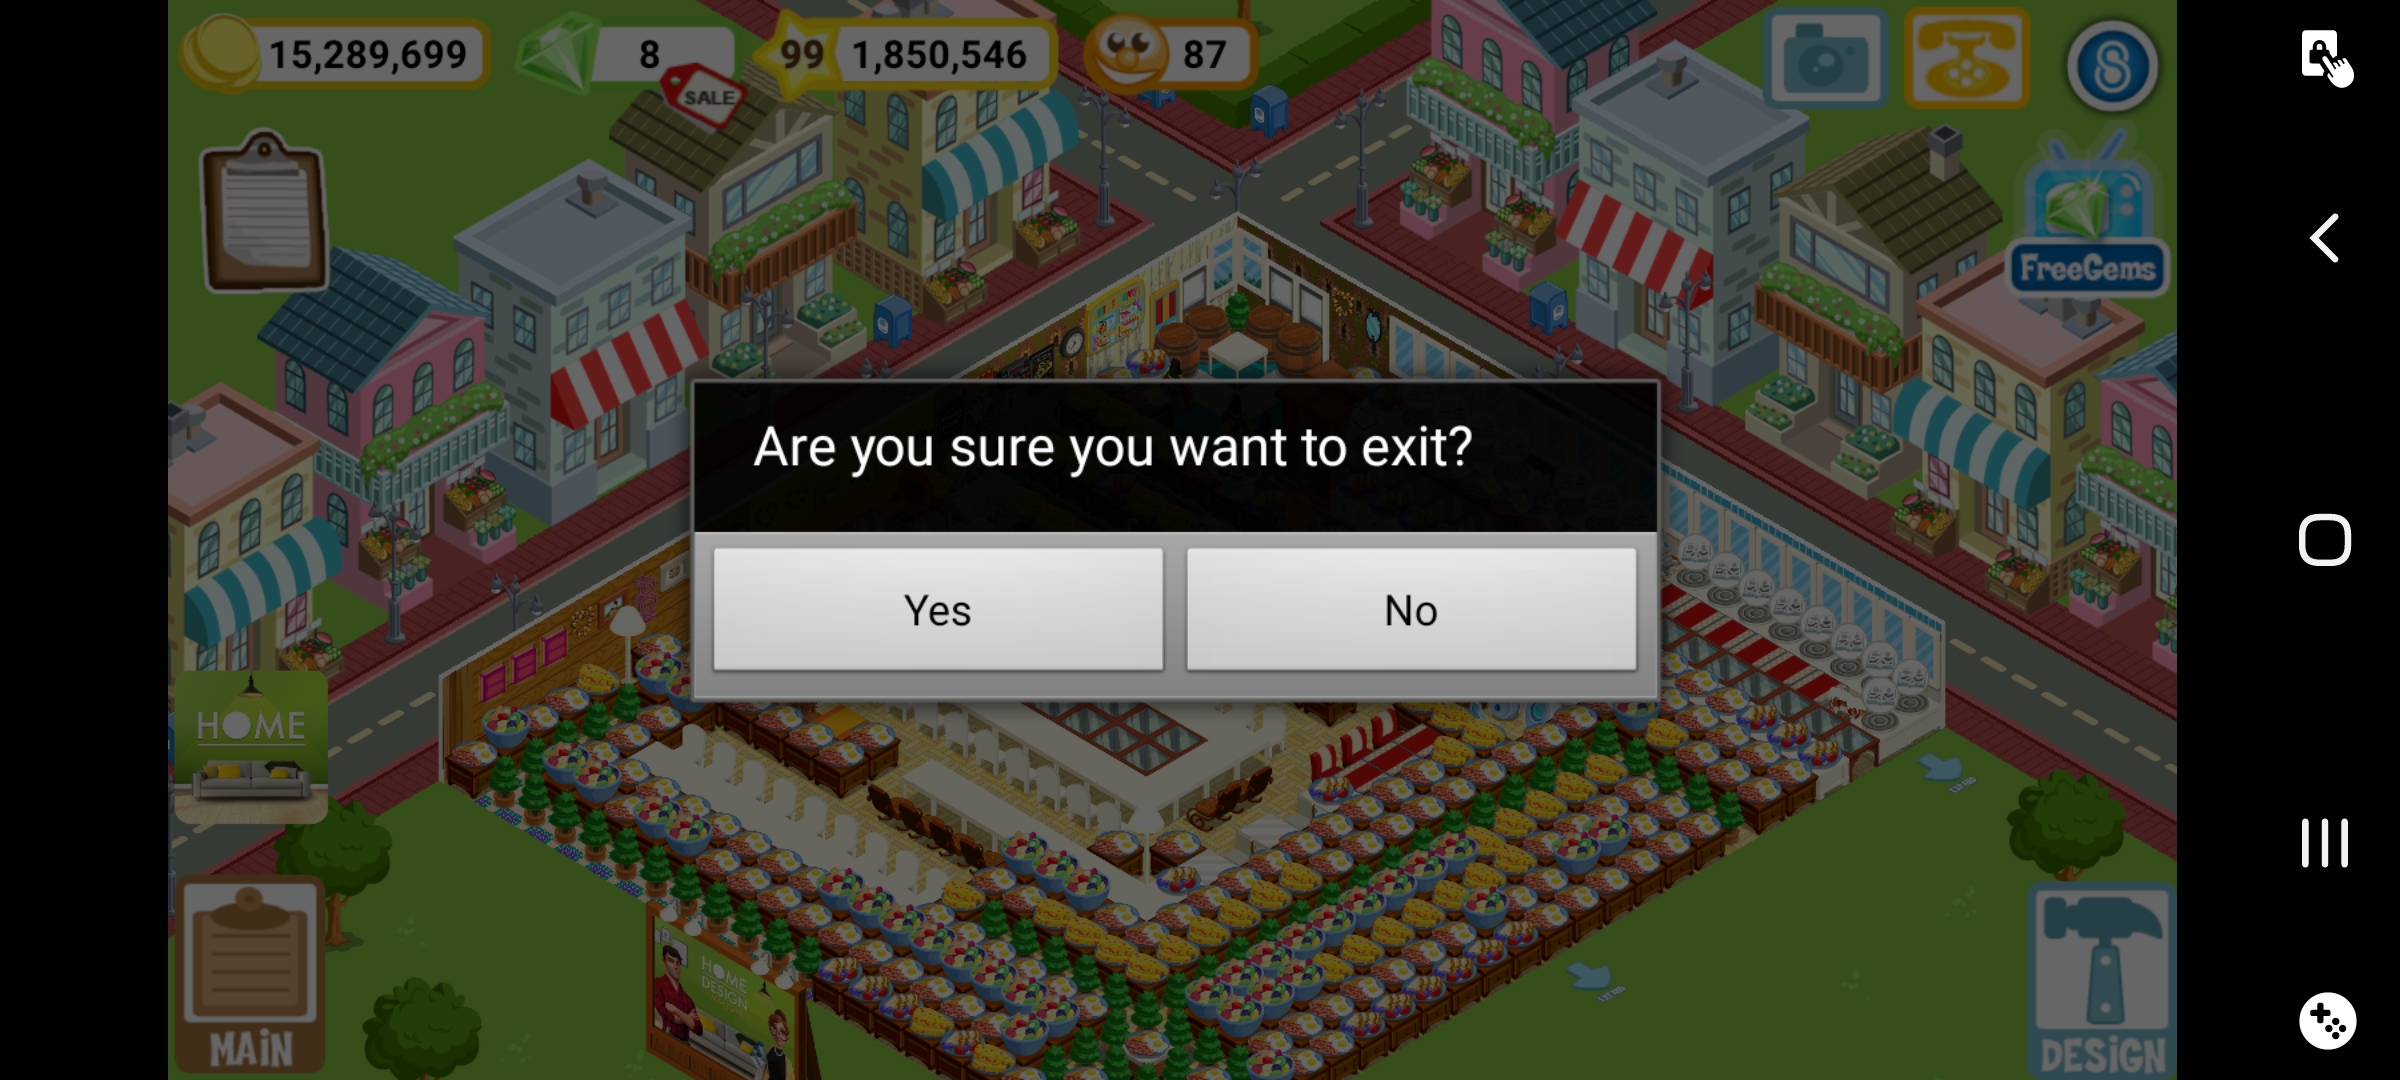 15,289,699
8
SALE
99
1,850,546
87
FreeGems
Are you sure you want to exit?
Yes
No
HOME
HOME
DESIGN
MAIN
DESIGN